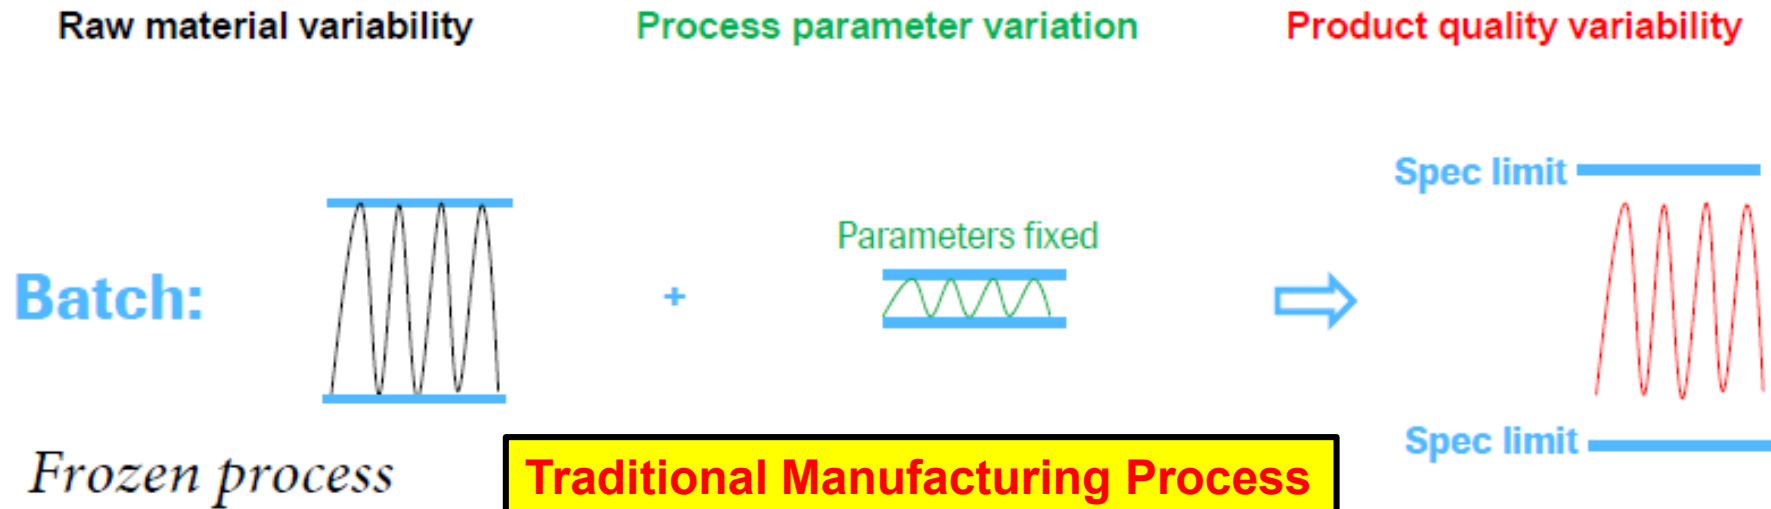 Raw material variability
Process parameter variation
Product quality variability
Spec limit
Parameters fixed
Batch:
+
Spec limit
Frozen process
Traditional Manufacturing Process